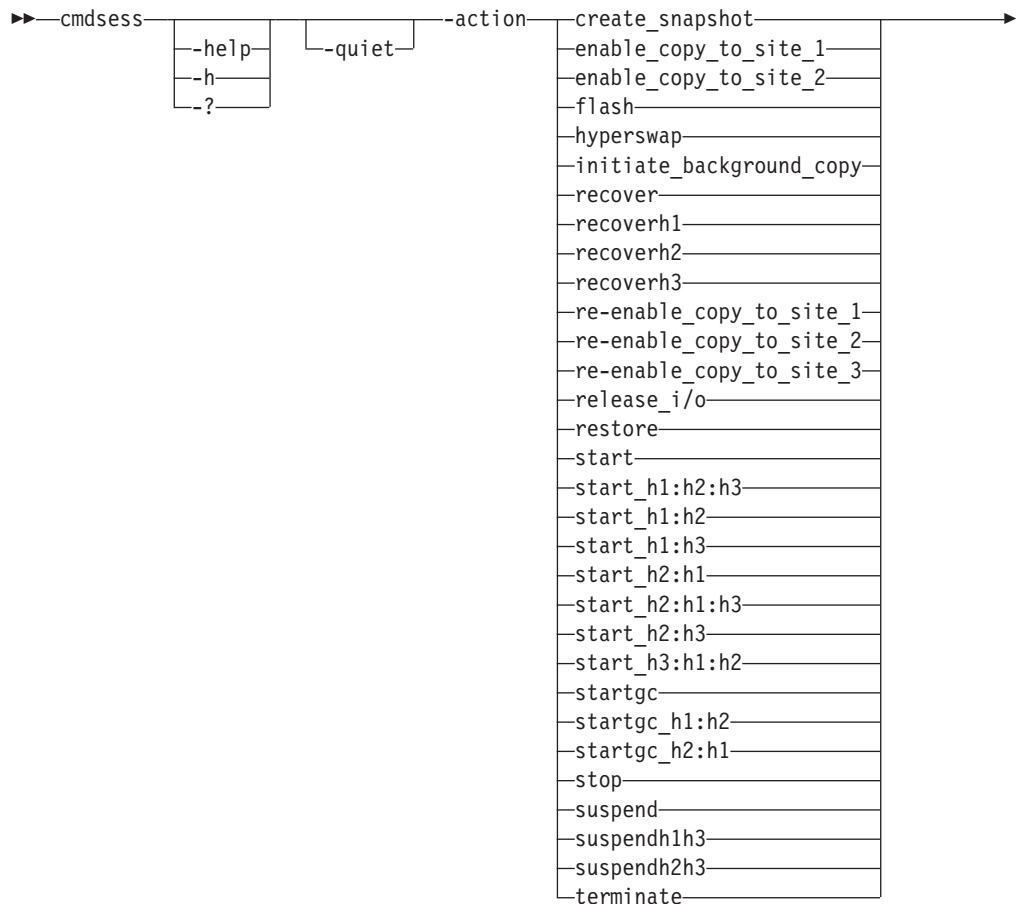 cmdsess -action create_snapshot
-help -quiet enable_copy_to_site_1
-h enable_copy_to_site_2
-? flash
hyperswap
initiate_background_copy
recover
recoverh1
recoverh2
recoverh3
re-enable_copy_to_site_1
re-enable_copy_to_site_2
re-enable_copy_to_site_3
release_i/o
restore
start
start_h1:h2:h3
start_h1:h2
start_h1:h3
start_h2:h1
start_h2:h1:h3
start_h2:h3
start_h3:h1:h2
startgc
startgc_h1:h2
startgc_h2:h1
stop
suspend
suspendh1h3
suspendh2h3
terminate